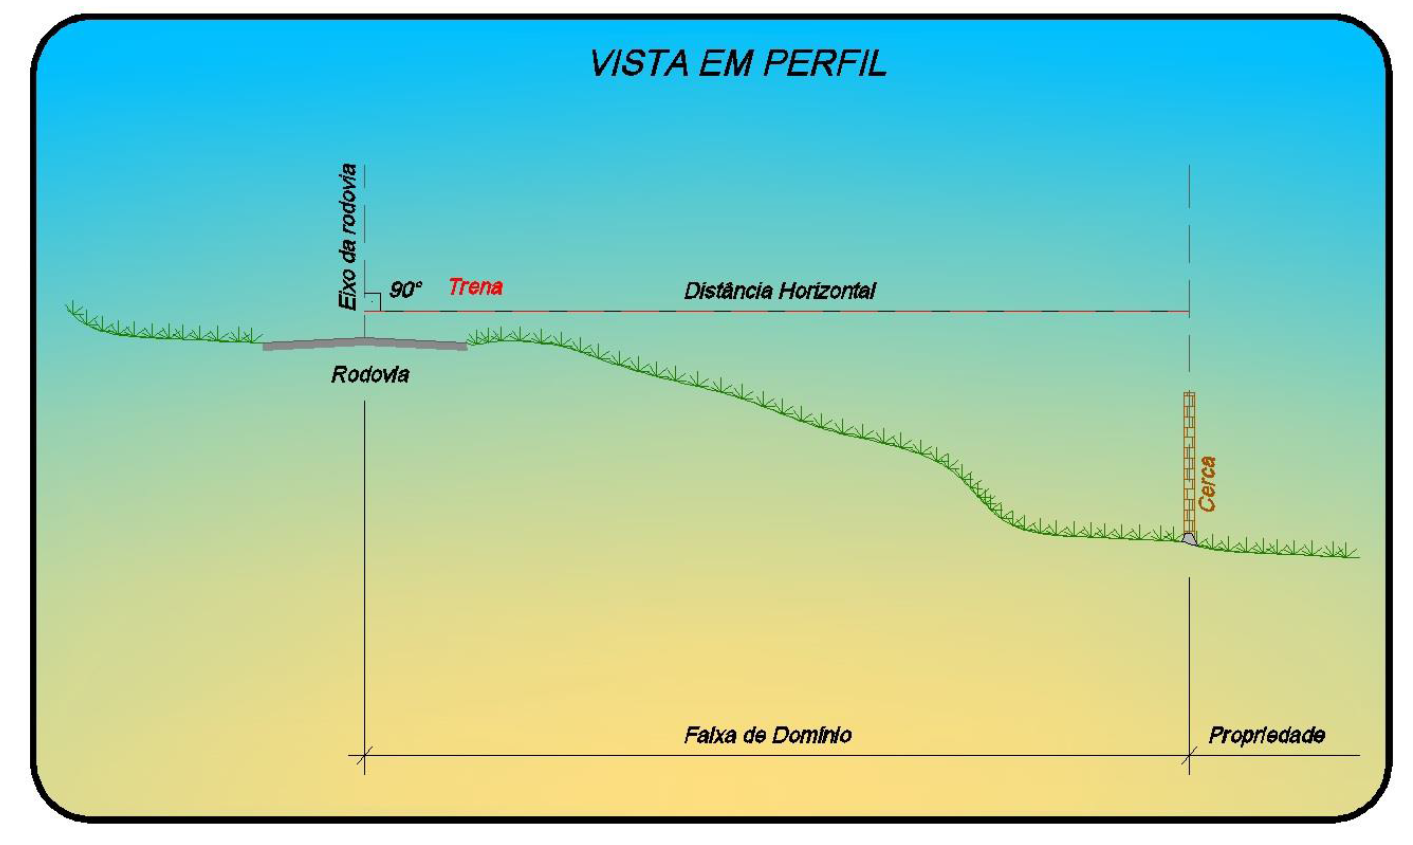 VISTA EM PERFIL
Eixo da rodovia
90°
Trena
Distância Horizontal
Rodovia
Cerca
Faixa de Domínio
Propriedade